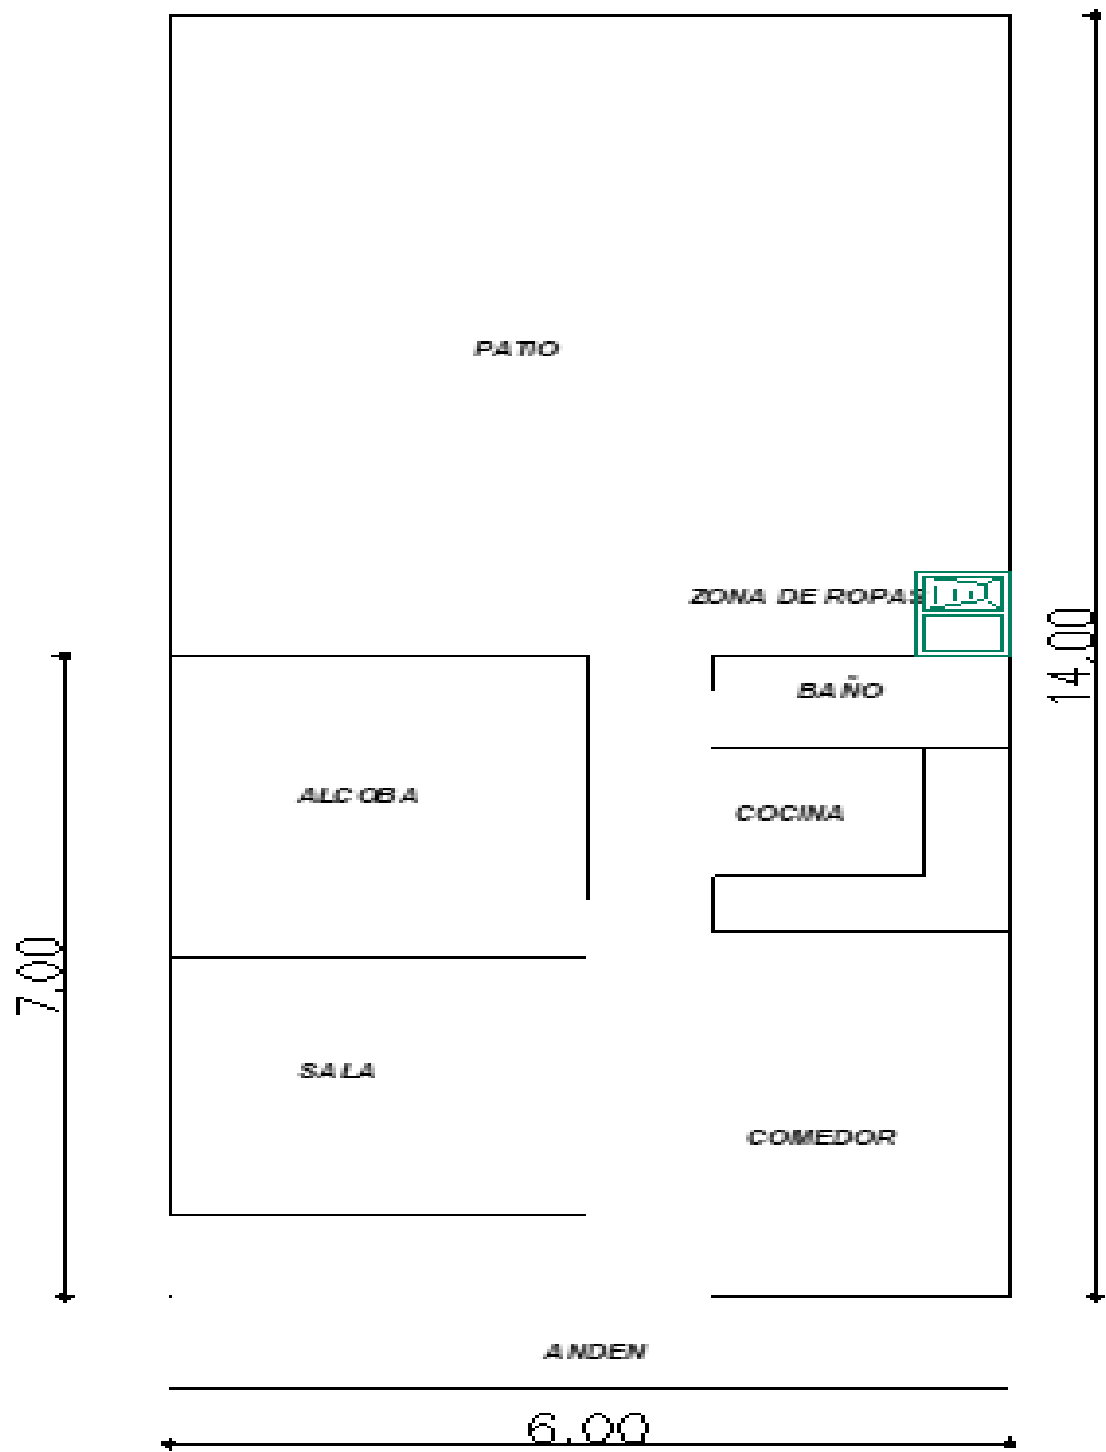 PATIO
ZONA DE ROPAS
14.00
BAÑO
ALCOBA
COCINA
7.00
SALA
COMEDOR
ANDEN
6.00